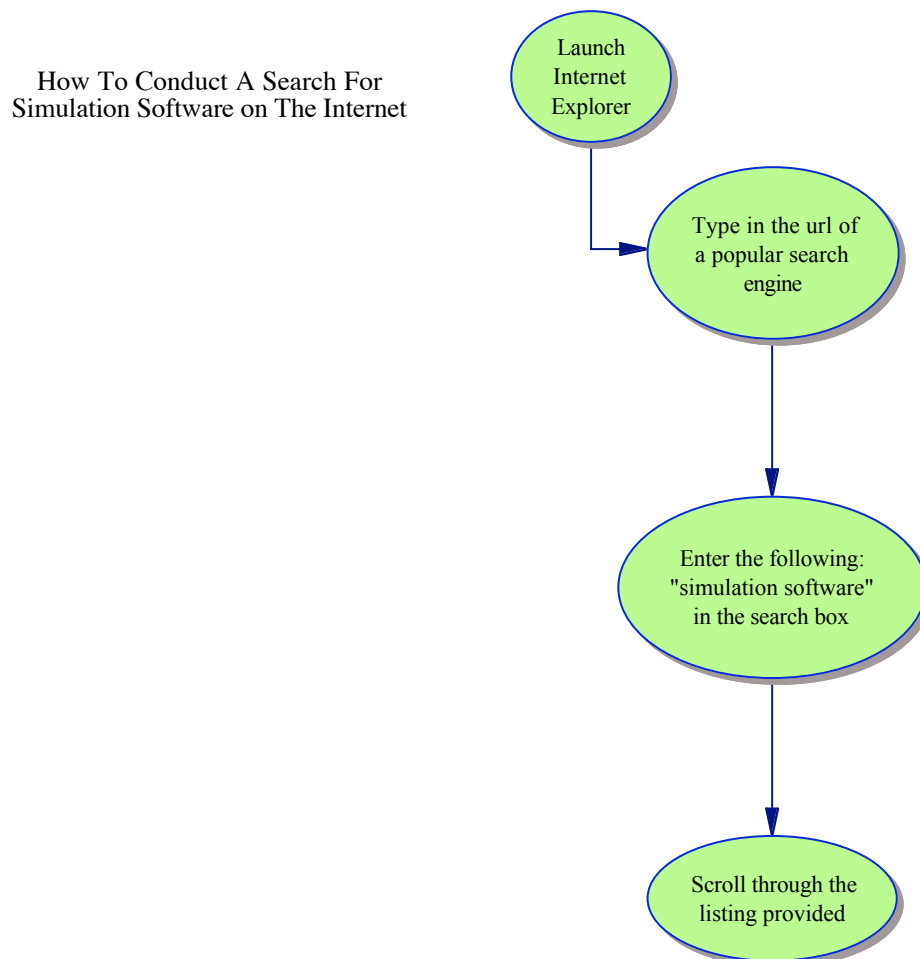 How To Conduct A Search For
Simulation Software on The Internet
Launch
Internet
Explorer
Type in the url of
a popular search
engine
Enter the following:
"simulation software"
in the search box
Scroll through the
listing provided